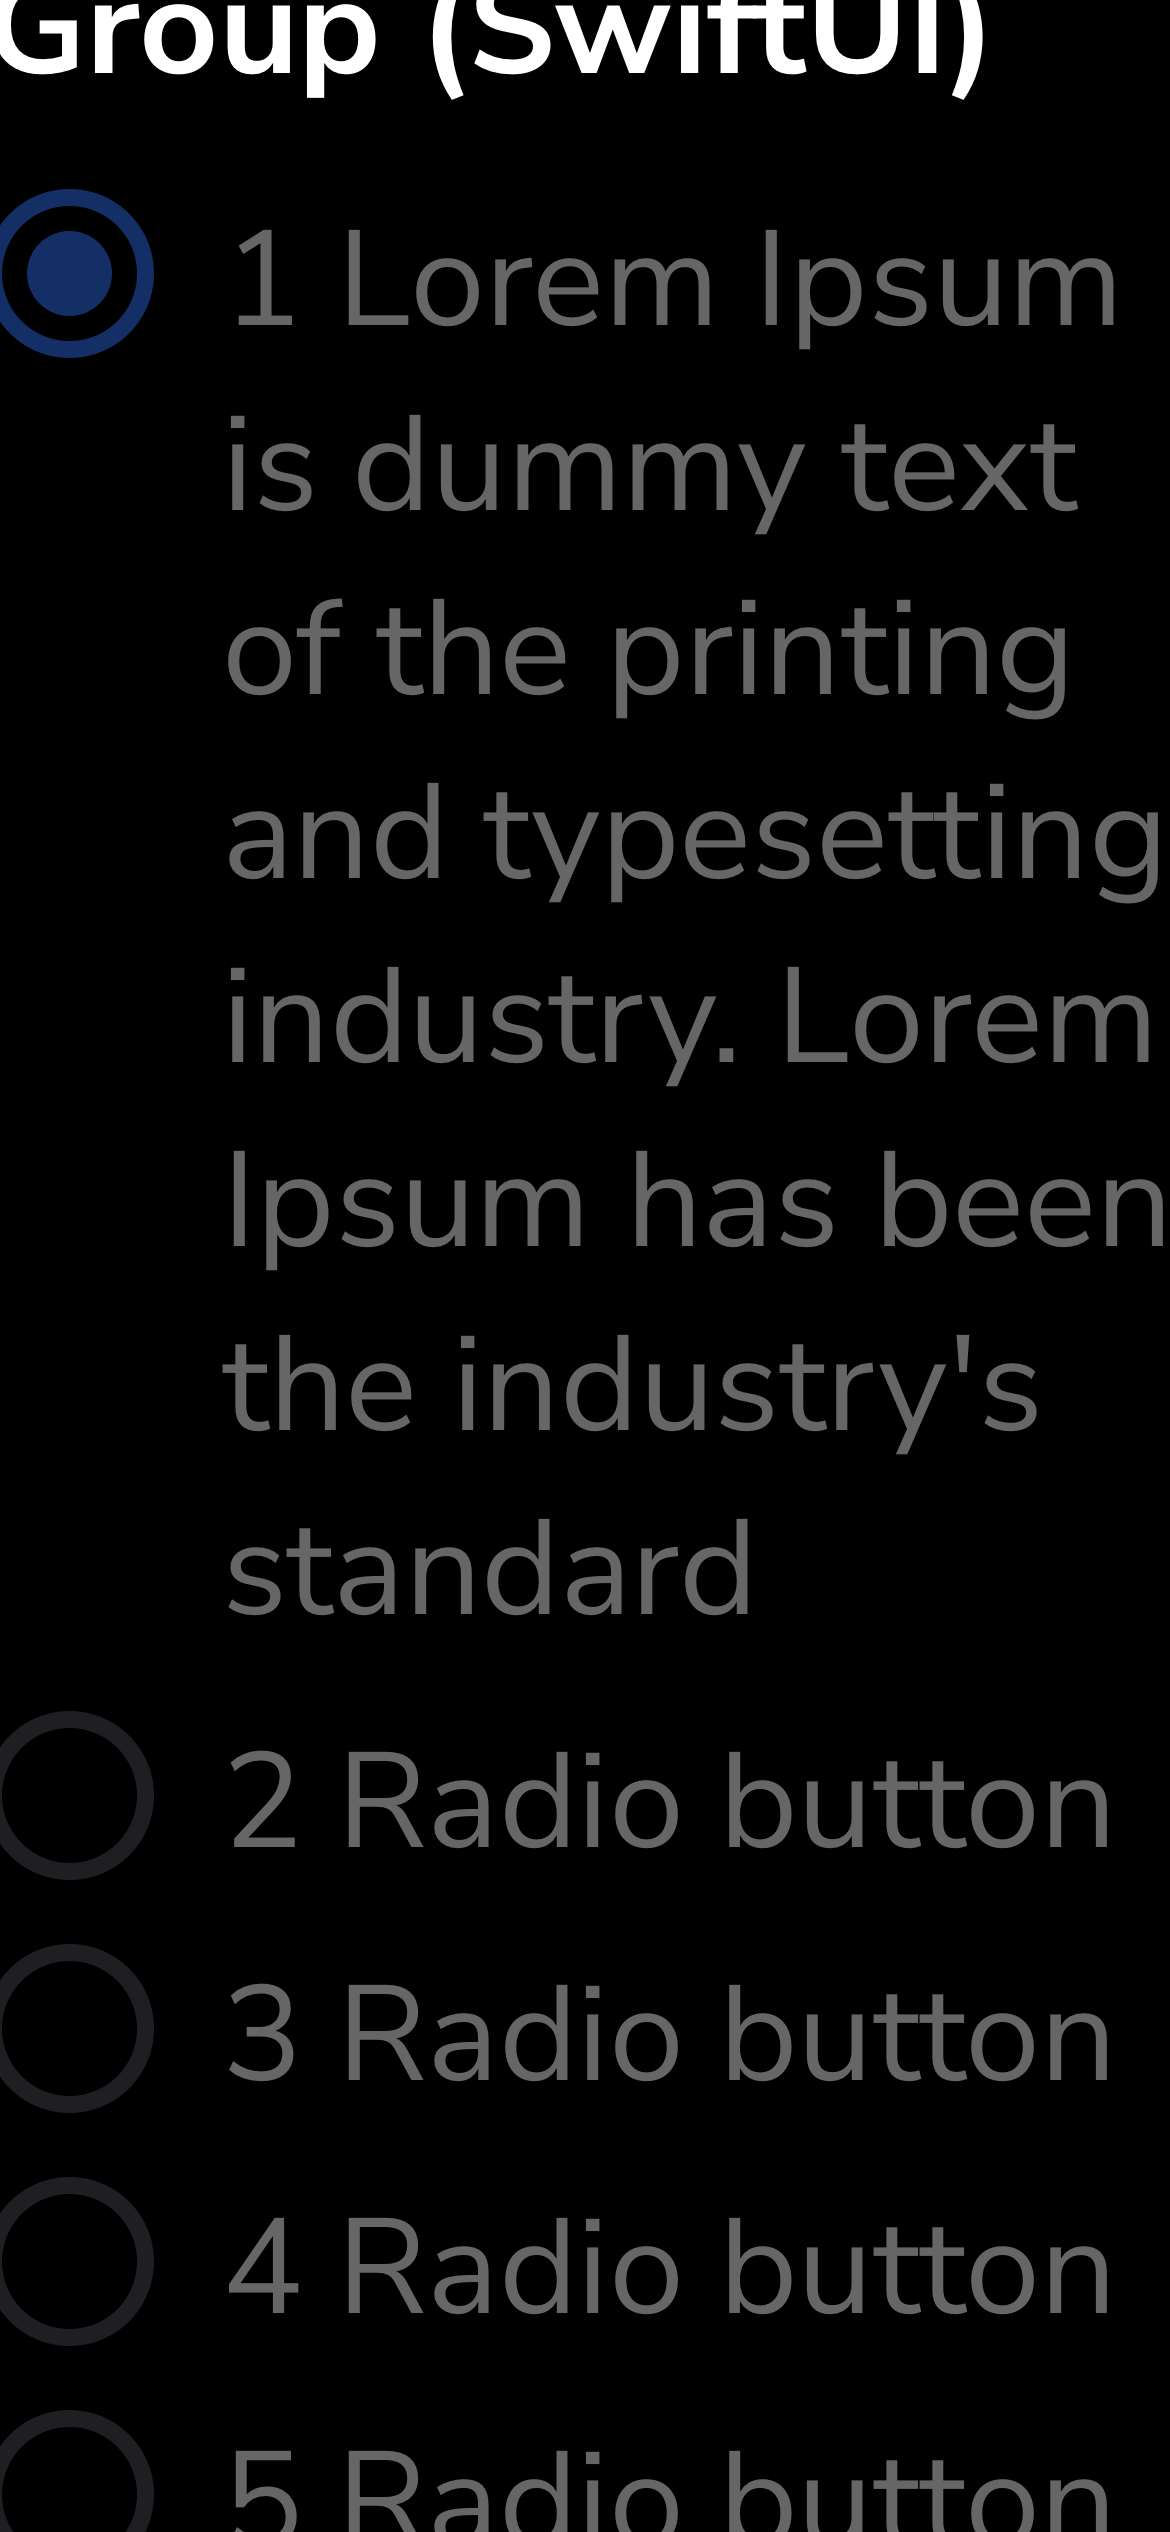 Group (SwiftUI)
1 Lorem Ipsum
is dummy text
of the printing
and typesetting
industry. Lorem
Ipsum has been
the industry's
standard
2 Radio button
3 Radio button
4 Radio button
5 Radio button